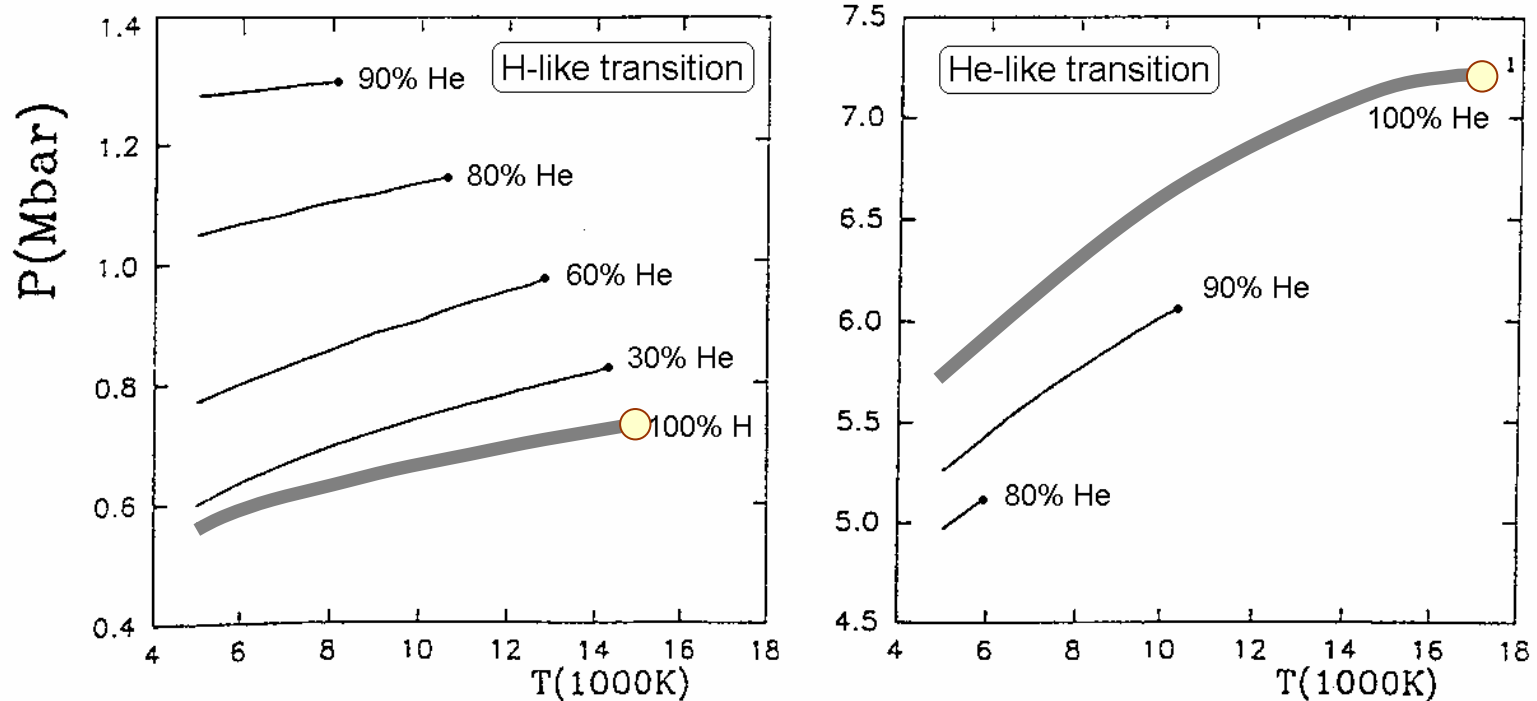 H-like transition
P(Mbar)
1.4
1.2
1.0
0.8
0.6
0.4
90% He
80% He
60% He
30% He
100% H
4 6 8 10 12 14 16 18
T(1000K)
He-like transition
7.5
7.0
6.5
6.0
5.5
5.0
4.5
1
100% He
90% He
80% He
4 6 8 10 12 14 16 18
T(1000K)